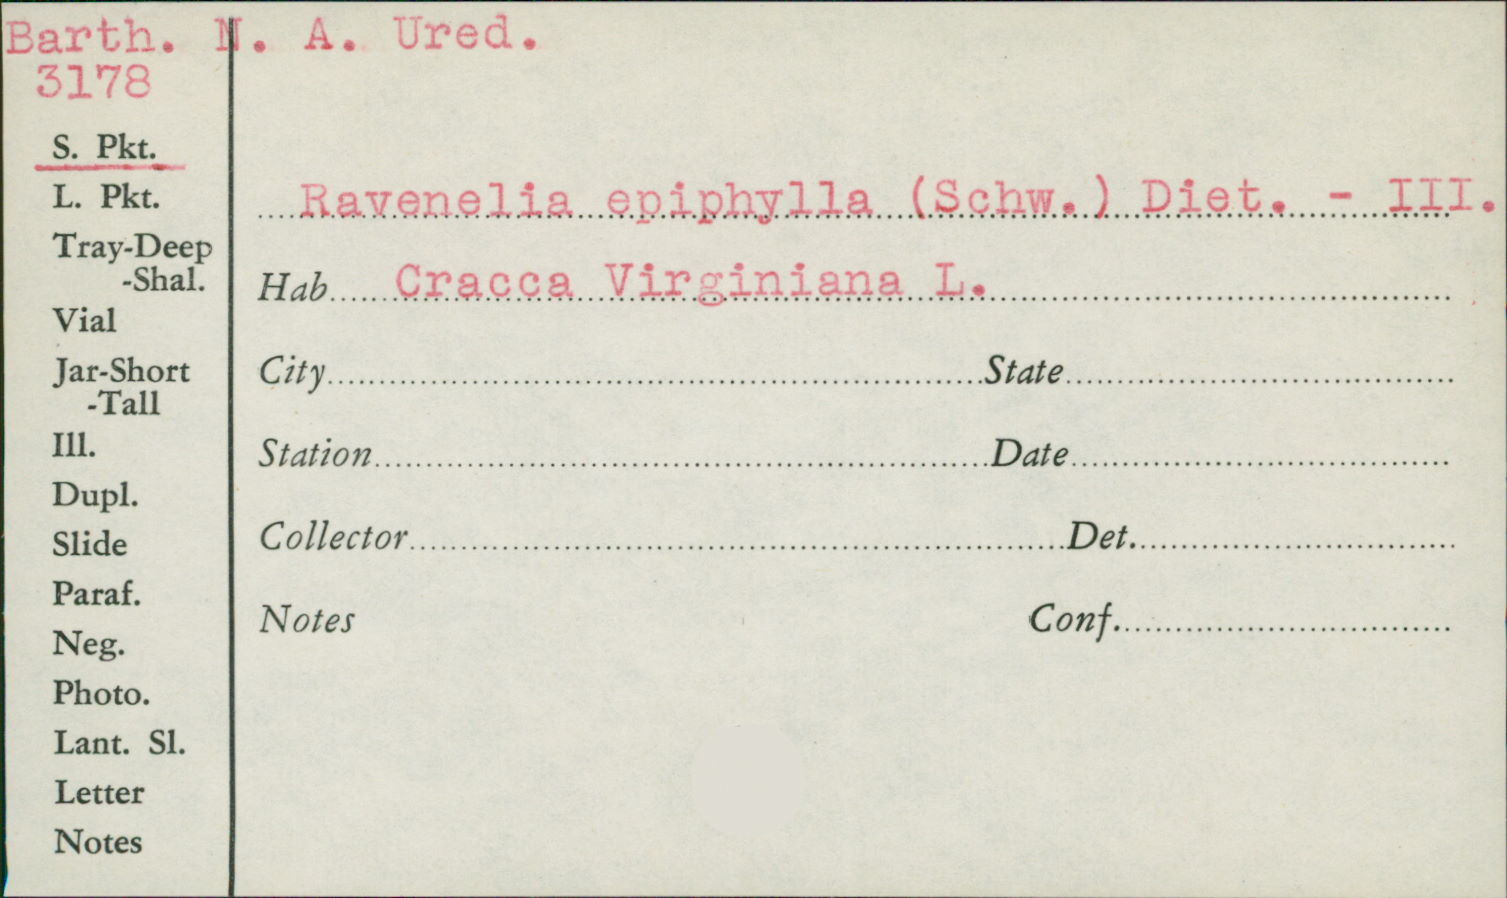 Barth. N. A. Ured.
3178
S. Pkt.
L. Pkt.
Tray-Deep
-Shal.
Vial
Jar-Short
-Tall
Ill.
Dupl.
Slide
Paraf.
Neg.
Photo.
Lant. Sl.
Letter
Notes
Ravenelia epiphylla (Schw.) Diet. - III.
Hab Cracca Virginiana L.
City State
Station Date
Collector Det.
Notes Conf.